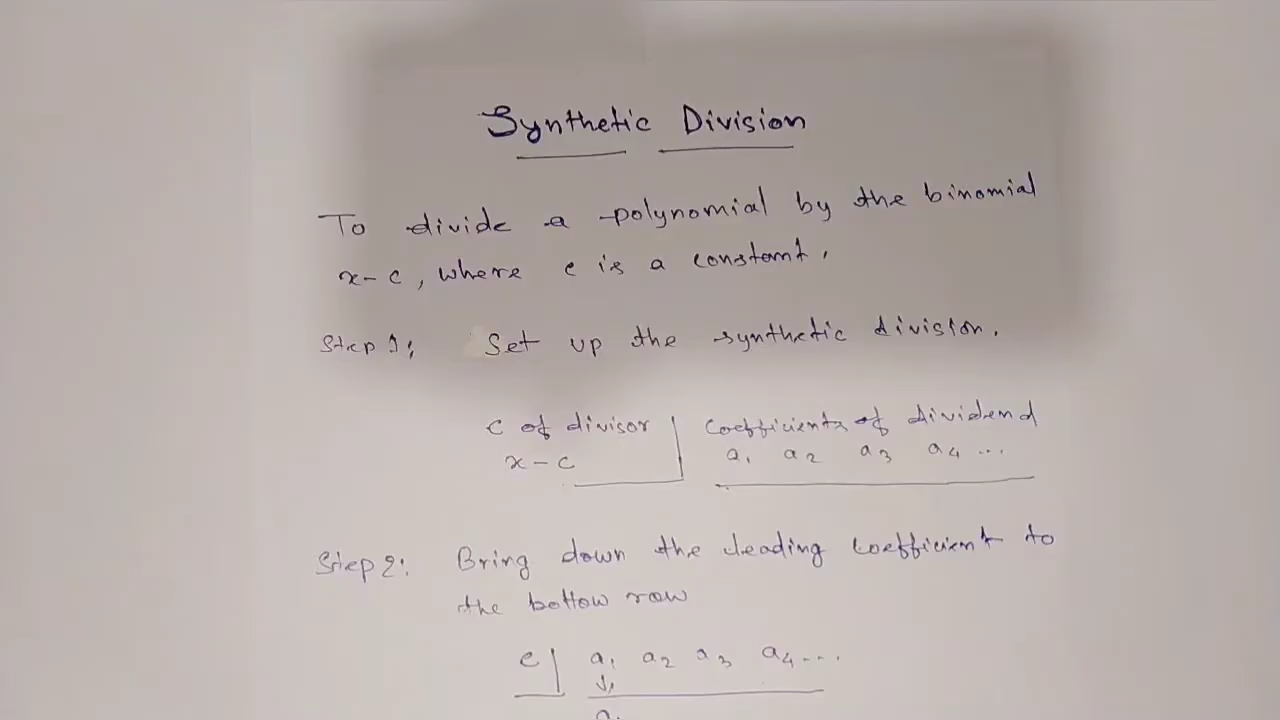 Synthetic Division
To divide a polynomial by the binomial
x-c, where c is a constant.
Step 1: Set up the synthetic division.
c of divisor | coefficients of dividend
x-c a₁ a₂ a₃ a₄ ...
Step 2: Bring down the leading coefficient to
the bottow row
c | a₁ a₂ a₃ a₄ ...
↓
a₁